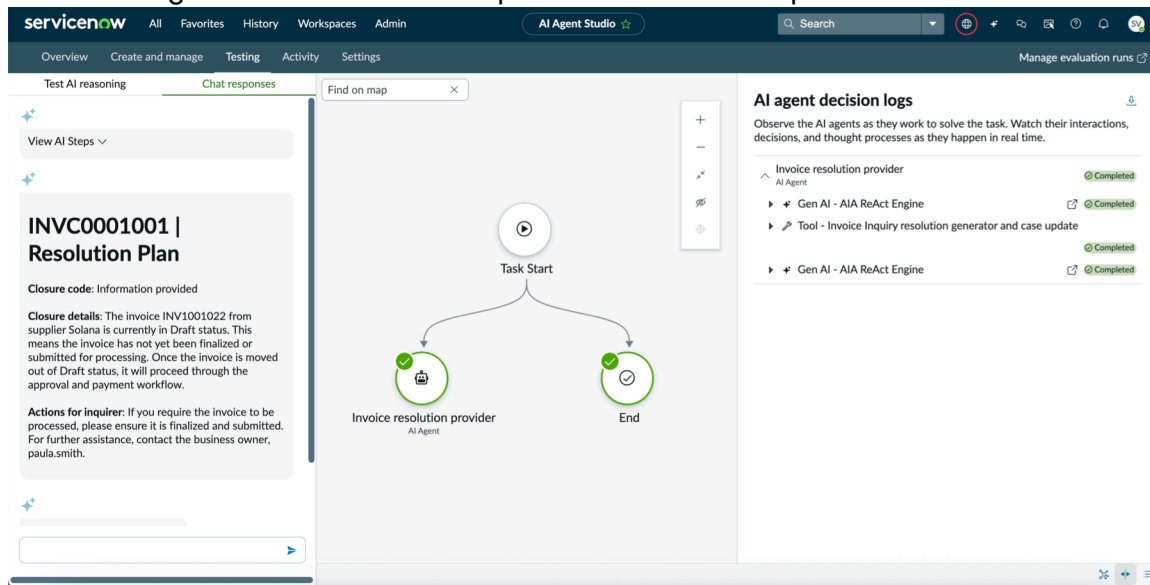 servicenow All Favorites History Workspaces Admin AI Agent Studio Search SV
Overview Create and manage Testing Activity Settings Manage evaluation runs
Test AI reasoning Chat responses
View AI Steps
INVC0001001 |
Resolution Plan
Closure code: Information provided
Closure details: The invoice INV1001022 from
supplier Solana is currently in Draft status. This
means the invoice has not yet been finalized or
submitted for processing. Once the invoice is moved
out of Draft status, it will proceed through the
approval and payment workflow.
Actions for inquirer: If you require the invoice to be
processed, please ensure it is finalized and submitted.
For further assistance, contact the business owner,
paula.smith.
Find on map
Task Start
Invoice resolution provider
AI Agent
End
AI agent decision logs
Observe the AI agents as they work to solve the task. Watch their interactions,
decisions, and thought processes as they happen in real time.
Invoice resolution provider
AI Agent
Completed
Gen AI - AIA ReAct Engine Completed
Tool - Invoice Inquiry resolution generator and case update
Completed
Gen AI - AIA ReAct Engine Completed